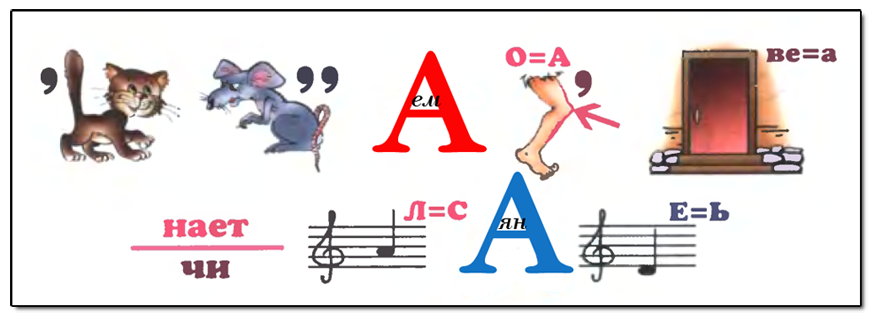 , ,, А ем О=А , ве=а
нает
чи Л=С А ян Е=Ь